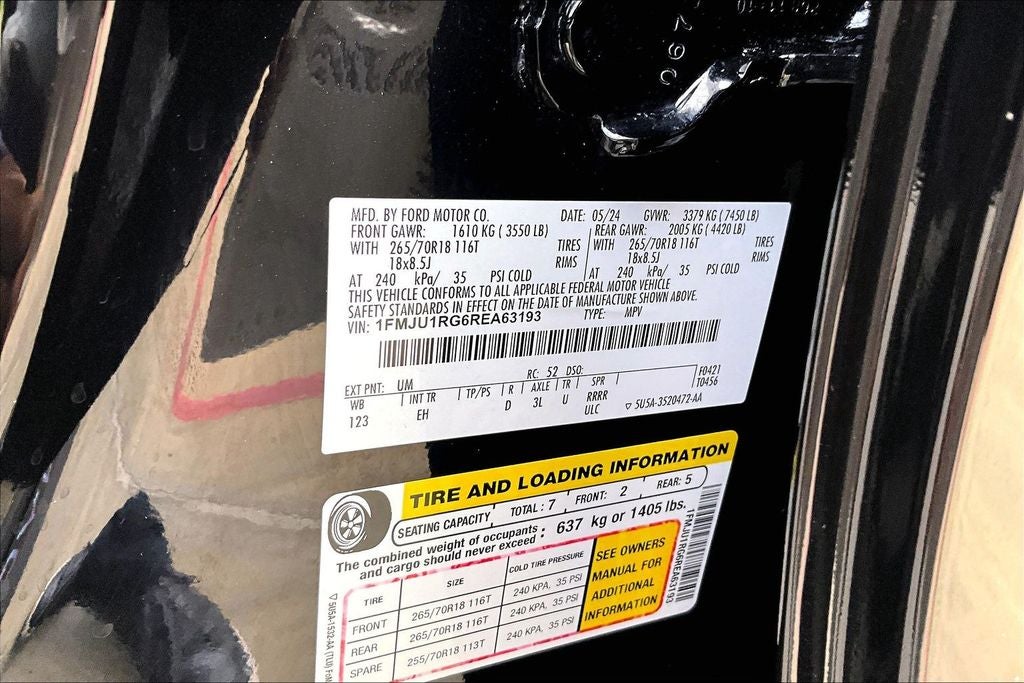 29C
MFD. BY FORD MOTOR CO. DATE: 05/24 GVWR: 3379 KG ( 7450 LB)
FRONT GAWR: 1610 KG ( 3550 LB) REAR GAWR: 2005 KG ( 4420 LB)
WITH 265/70R18 116T TIRES WITH 265/70R18 116T TIRES
18x8.5J RIMS 18x8.5J RIMS
AT 240 kPa/ 35 PSI COLD AT 240 kPa/ 35 PSI COLD
THIS VEHICLE CONFORMS TO ALL APPLICABLE FEDERAL MOTOR VEHICLE
SAFETY STANDARDS IN EFFECT ON THE DATE OF MANUFACTURE SHOWN ABOVE.
VIN: 1FMJU1RG6REA63193 TYPE: MPV
EXT PNT: UM RC: 52 DSO: F0421
WB INT TR TP/PS R AXLE TR SPR T0456
123 EH D 3L U RRRR
ULC ▽ 5U5A-3520472-AA
TIRE AND LOADING INFORMATION
SEATING CAPACITY TOTAL : 7 FRONT: 2 REAR: 5
The combined weight of occupants and cargo should never exceed : 637 kg or 1405 lbs.
TIRE SIZE COLD TIRE PRESSURE
FRONT 265/70R18 116T 240 KPA, 35 PSI
REAR 265/70R18 116T 240 KPA, 35 PSI
SPARE 255/70R18 113T 240 KPA, 35 PSI
SEE OWNERS
MANUAL FOR
ADDITIONAL
INFORMATION
1FMJU1RG6REA63193
▽ 5U5A-1532-AA (TLU)